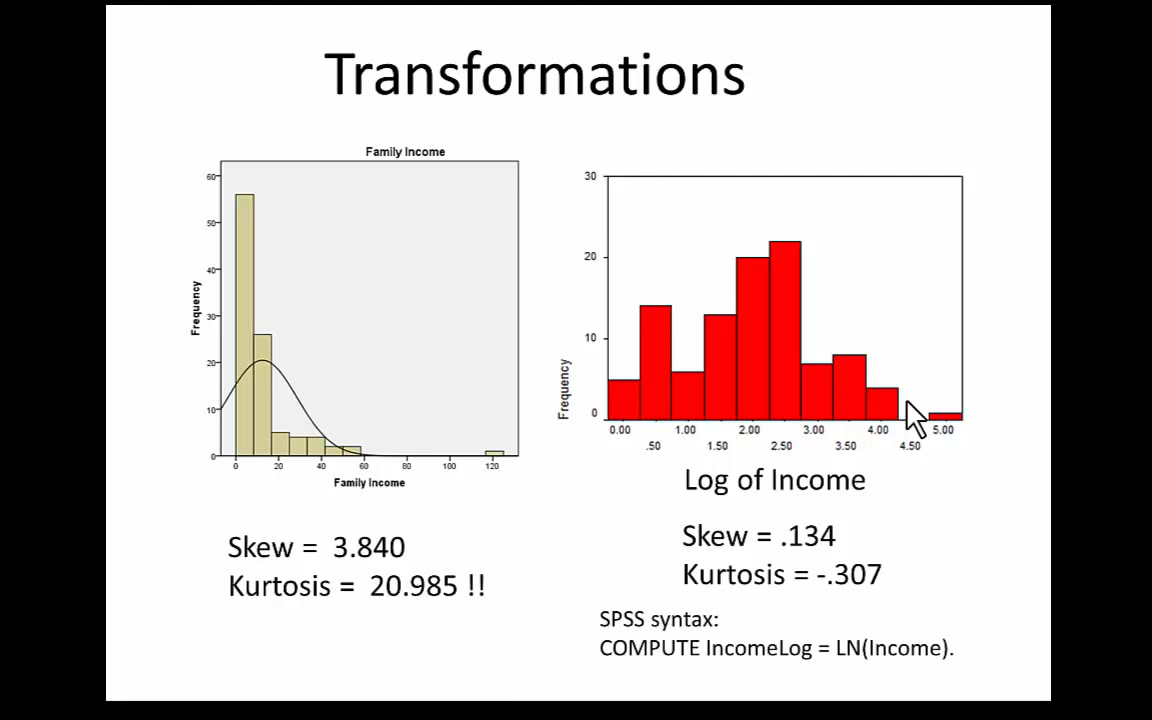 Transformations
Family Income
60
50
40
30
20
10
0
Frequency
0 20 40 60 80 100 120
Family Income
30
20
10
0
Frequency
0.00 1.00 2.00 3.00 4.00 5.00
.50 1.50 2.50 3.50 4.50
Log of Income
Skew = 3.840
Kurtosis = 20.985 !!
Skew = .134
Kurtosis = -.307
SPSS syntax:
COMPUTE IncomeLog = LN(Income).